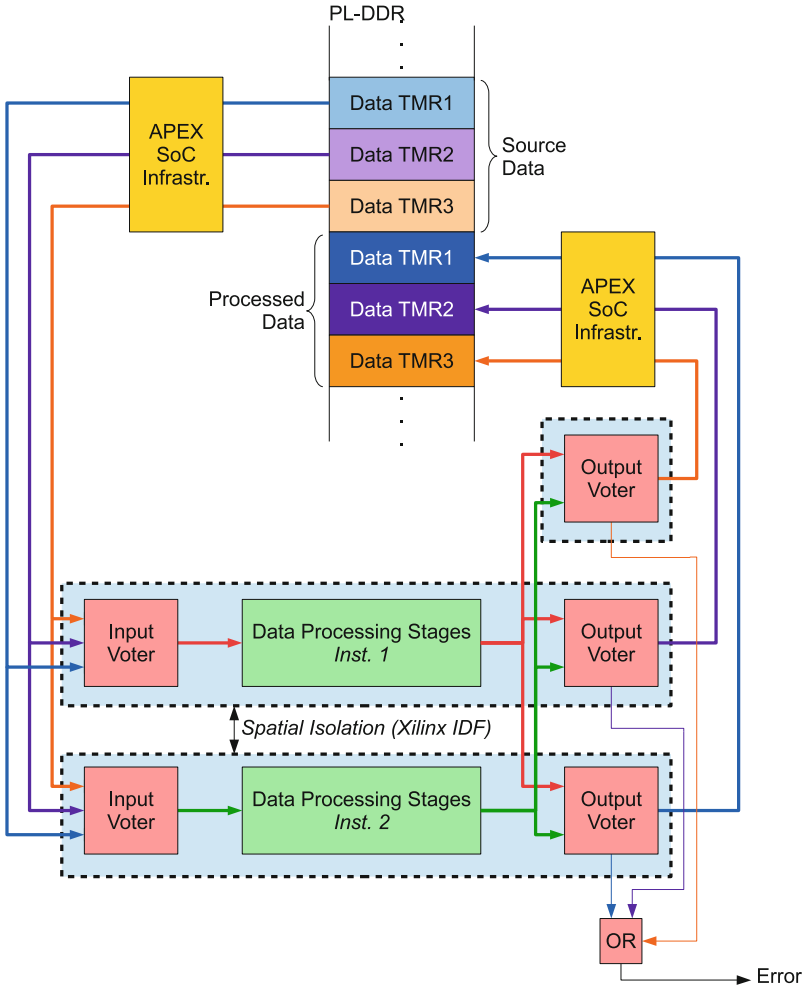 PL-DDR
Data TMR1
Data TMR2
Data TMR3
Source
Data
APEX
SoC
Infrastr.
Data TMR1
Data TMR2
Data TMR3
Processed
Data
APEX
SoC
Infrastr.
Output
Voter
Input
Voter
Data Processing Stages
Inst. 1
Output
Voter
Spatial Isolation (Xilinx IDF)
Input
Voter
Data Processing Stages
Inst. 2
Output
Voter
OR
Error